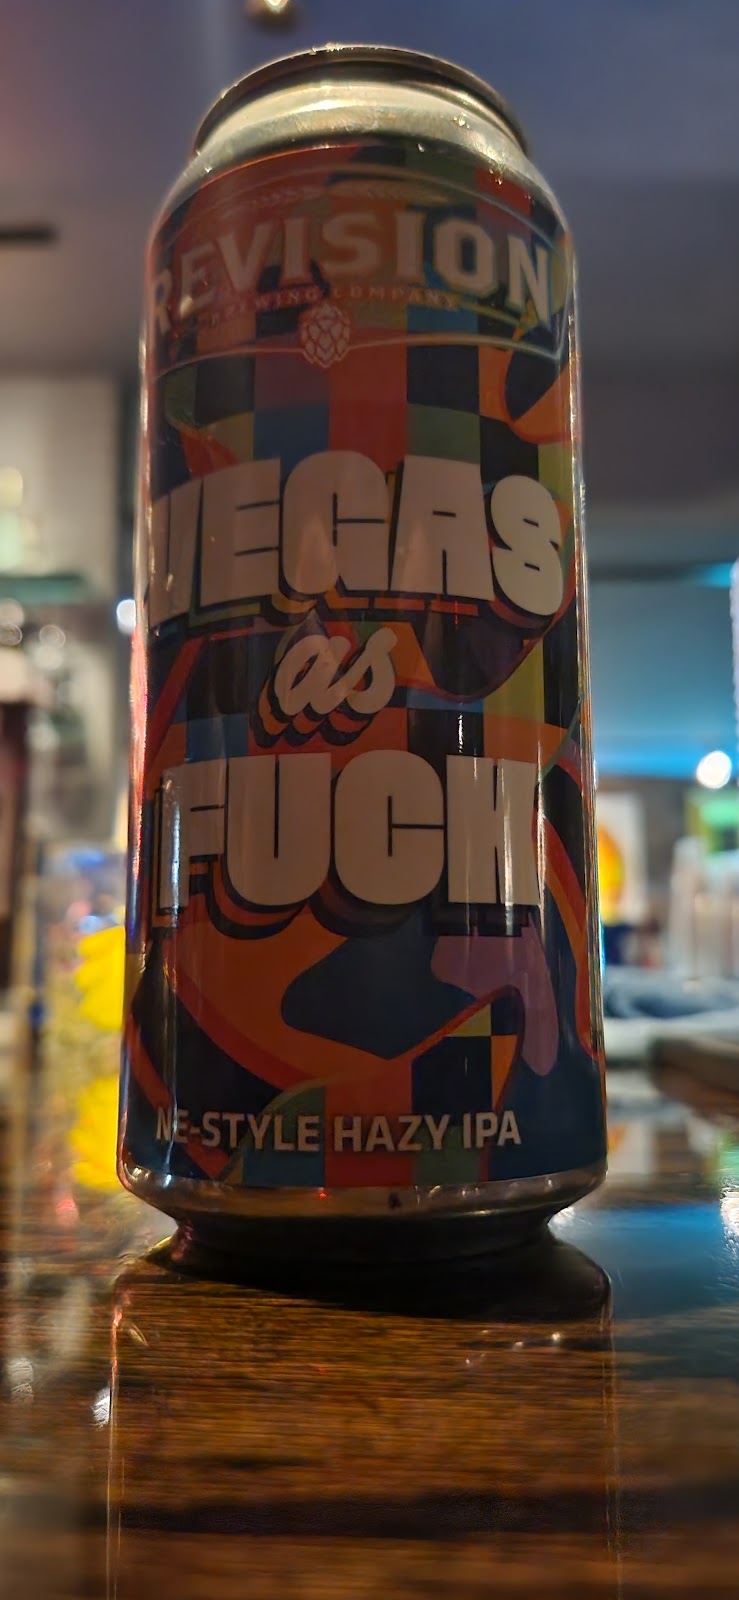 REVISION
BREWING COMPANY
VEGAS
as
FUCK
NE-STYLE HAZY IPA